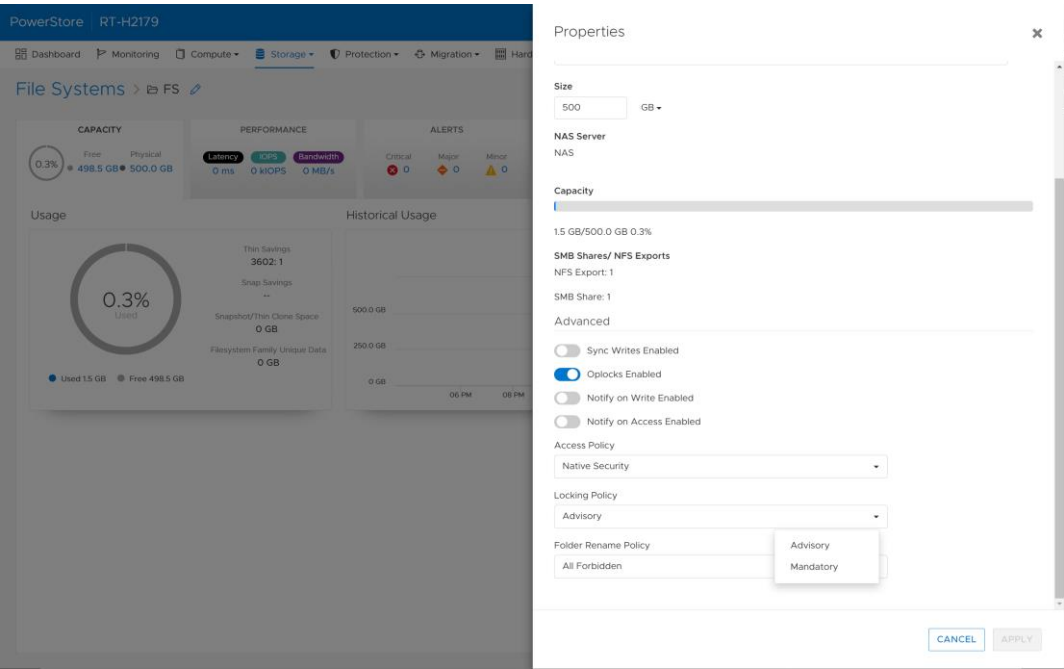 PowerStore | RT-H2179
Dashboard Monitoring Compute Storage Protection Migration Hard
File Systems > FS
CAPACITY PERFORMANCE ALERTS
0.3% Free 498.5 GB Physical 500.0 GB
Latency IOPS Bandwidth
0 ms 0 kIOPS 0 MB/s
Critical Major Minor
0 0 0
Usage
Historical Usage
0.3%
Used
Thin Savings
3602: 1
Snap Savings
--
Snapshot/Thin Clone Space
0 GB
Filesystem Family Unique Data
0 GB
Used 1.5 GB Free 498.5 GB
500.0 GB
250.0 GB
0 GB
06 PM 08 PM
Properties
Size
500 GB
NAS Server
NAS
Capacity
1.5 GB/500.0 GB 0.3%
SMB Shares/ NFS Exports
NFS Export: 1
SMB Share: 1
Advanced
Sync Writes Enabled
Oplocks Enabled
Notify on Write Enabled
Notify on Access Enabled
Access Policy
Native Security
Locking Policy
Advisory
Advisory
Mandatory
Folder Rename Policy
All Forbidden
CANCEL APPLY